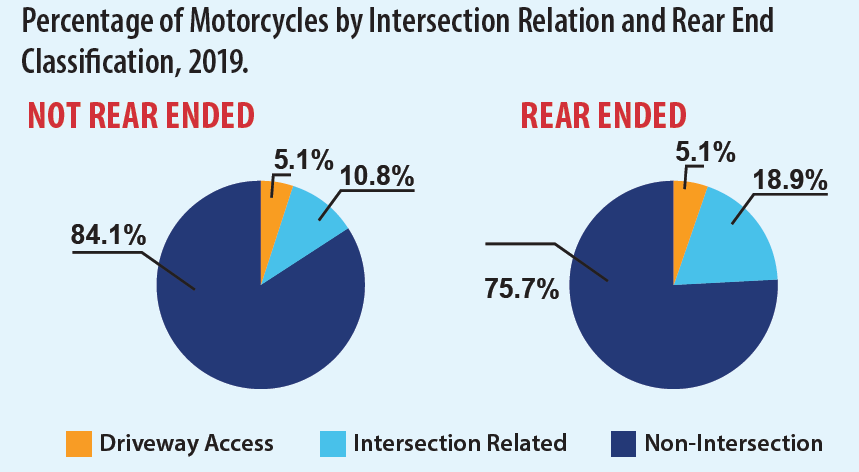 Percentage of Motorcycles by Intersection Relation and Rear End
Classification, 2019.
NOT REAR ENDED
REAR ENDED
5.1%
10.8%
84.1%
5.1%
18.9%
75.7%
Driveway Access
Intersection Related
Non-Intersection